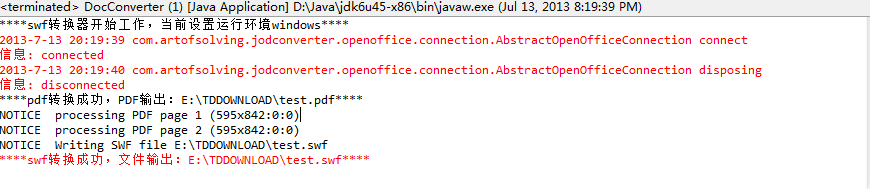 <terminated> DocConverter (1) [Java Application] D:\Java\jdk6u45-x86\bin\javaw.exe (Jul 13, 2013 8:19:39 PM)
****swf转换器开始工作，当前设置运行环境windows****
2013-7-13 20:19:39 com.artofsolving.jodconverter.openoffice.connection.AbstractOpenOfficeConnection connect
信息: connected
2013-7-13 20:19:40 com.artofsolving.jodconverter.openoffice.connection.AbstractOpenOfficeConnection disposing
信息: disconnected
****pdf转换成功，PDF输出：E:\TDDOWNLOAD\test.pdf****
NOTICE  processing PDF page 1 (595x842:0:0)
NOTICE  processing PDF page 2 (595x842:0:0)
NOTICE  Writing SWF file E:\TDDOWNLOAD\test.swf
****swf转换成功，文件输出：E:\TDDOWNLOAD\test.swf****